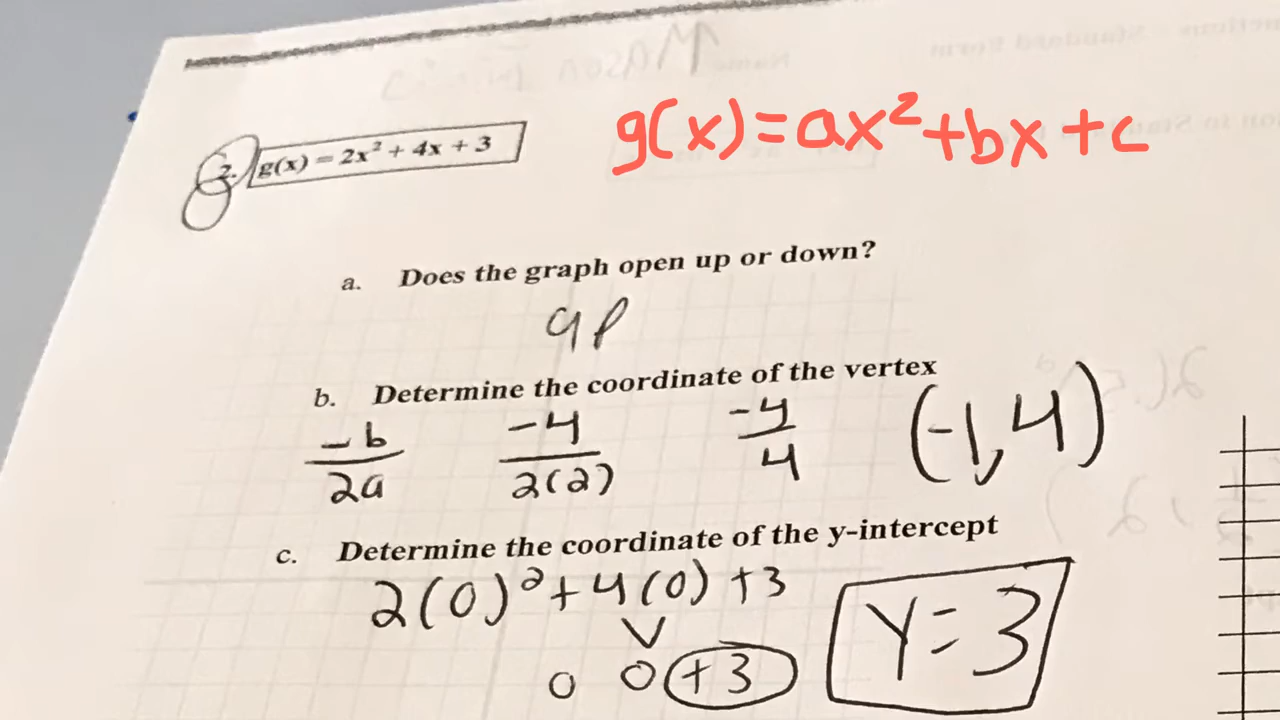 g(x)=ax²+bx+c
2. g(x) = 2x² + 4x + 3
a. Does the graph open up or down?
up
b. Determine the coordinate of the vertex
-b/2a -4/2(2) -4/4 (-1,4)
c. Determine the coordinate of the y-intercept
2(0)²+4(0)+3
0 0 +3
Y=3